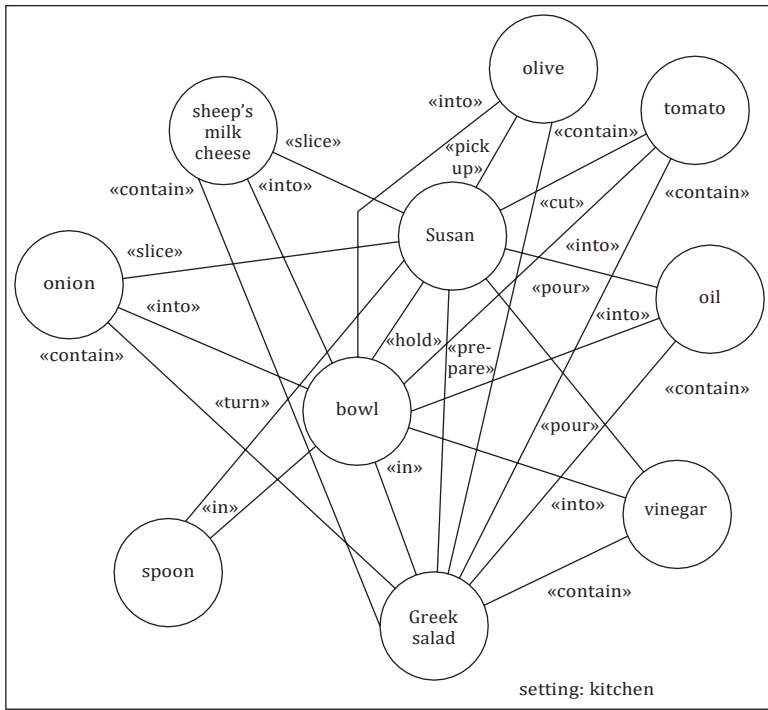 olive
tomato
sheep's
milk
cheese
«into»
«contain»
«slice»
«pick
up»
«contain»
«into»
«contain»
«cut»
Susan
«slice»
«into»
onion
«pour»
oil
«into»
«into»
«contain»
«hold»
«pre-
pare»
«contain»
«turn»
bowl
«pour»
«in»
«in»
«into»
vinegar
spoon
«contain»
Greek
salad
setting: kitchen